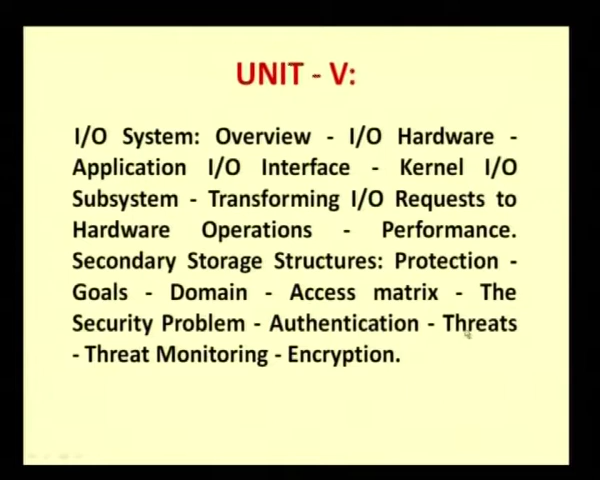 UNIT - V:
I/O System: Overview - I/O Hardware -
Application I/O Interface - Kernel I/O
Subsystem - Transforming I/O Requests to
Hardware Operations - Performance.
Secondary Storage Structures: Protection -
Goals - Domain - Access matrix - The
Security Problem - Authentication - Threats
- Threat Monitoring - Encryption.